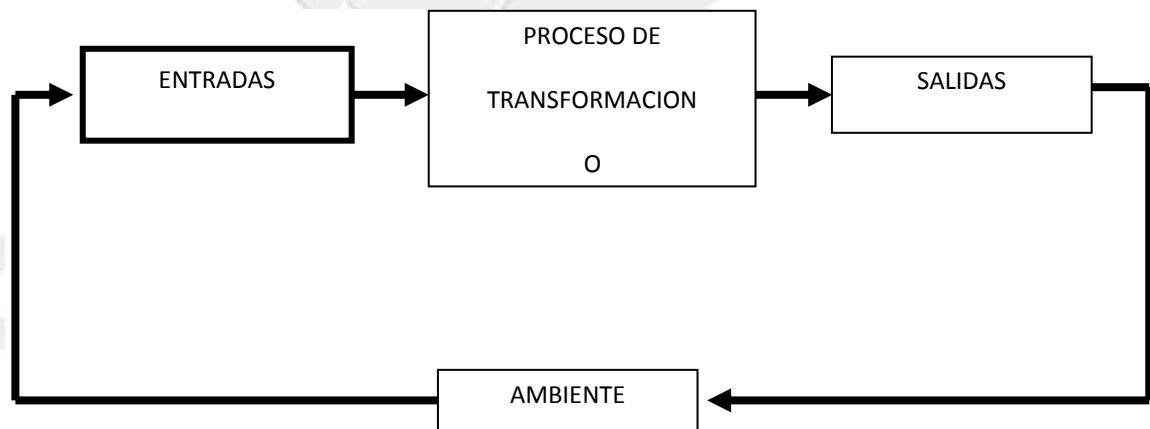 ENTRADAS
PROCESO DE
TRANSFORMACION
O
SALIDAS
AMBIENTE